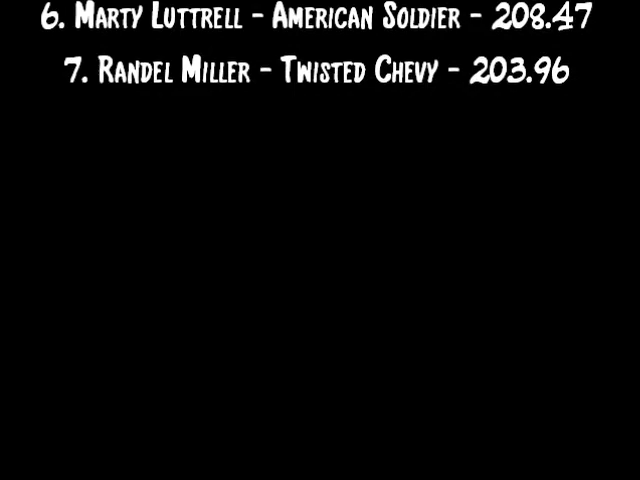 6. Marty Luttrell - American Soldier - 208.47
7. Randel Miller - Twisted Chevy - 203.96